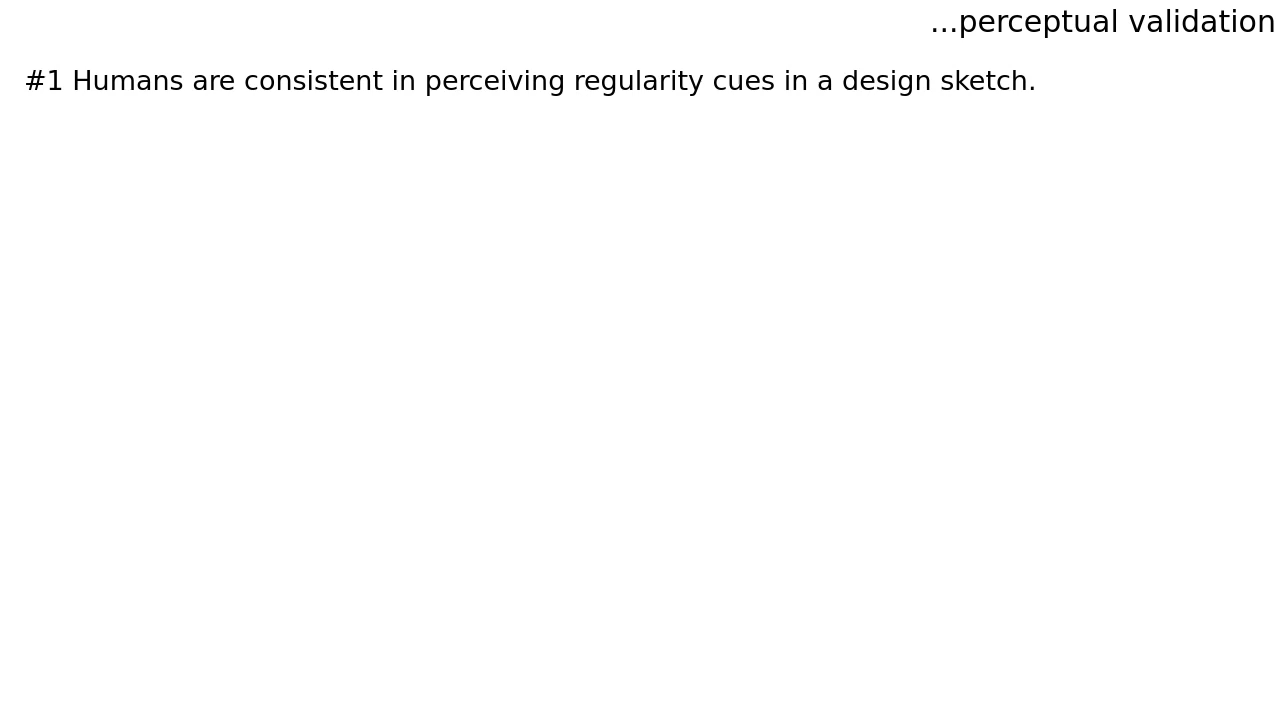 ...perceptual validation
#1 Humans are consistent in perceiving regularity cues in a design sketch.